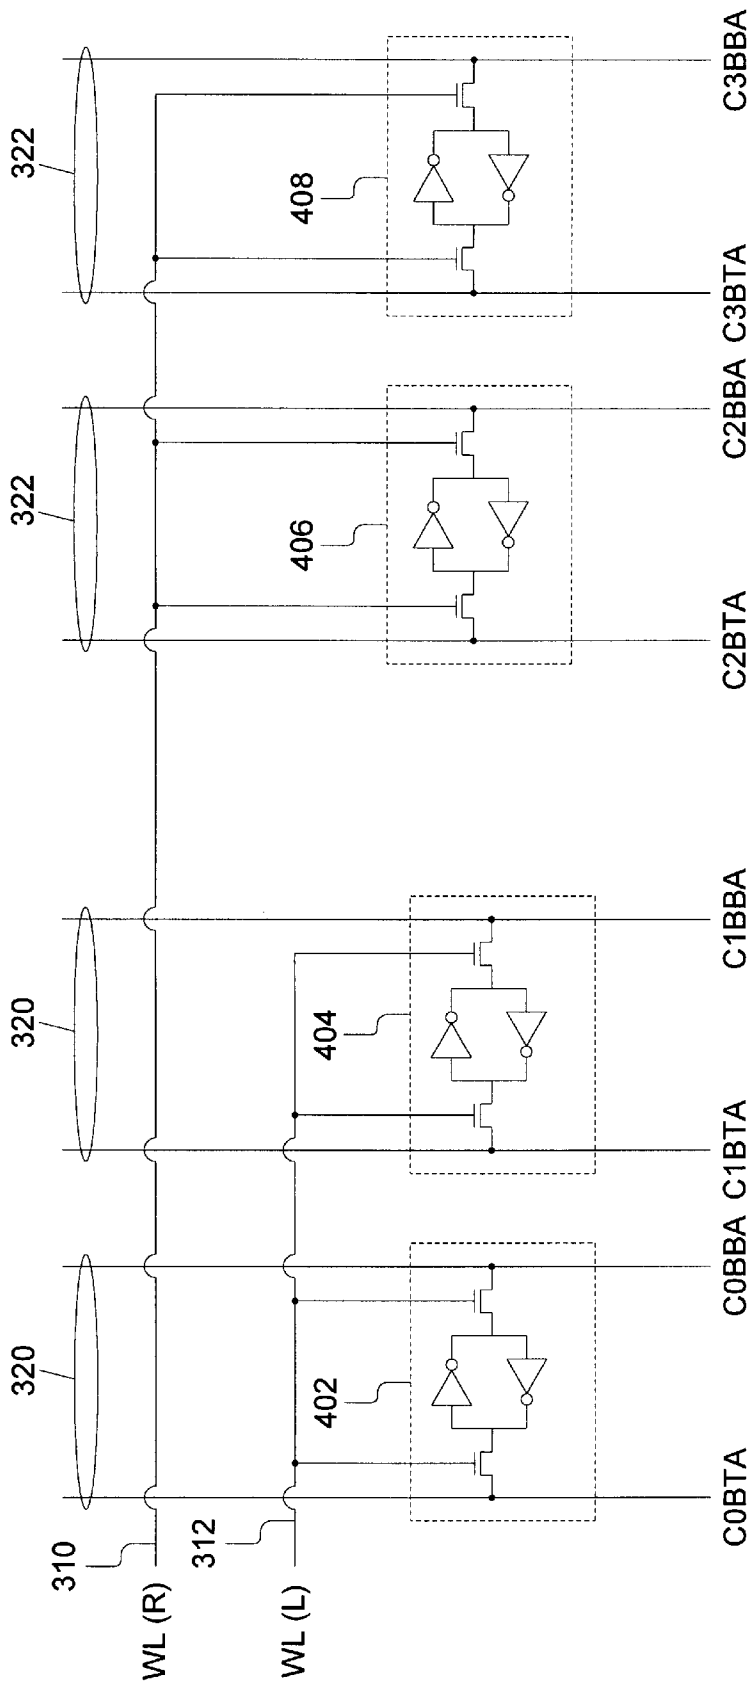 320
320
322
322
310
WL (R)
312
WL (L)
402
404
406
408
C0BTA
C0BBA
C1BTA
C1BBA
C2BTA
C2BBA
C3BTA
C3BBA